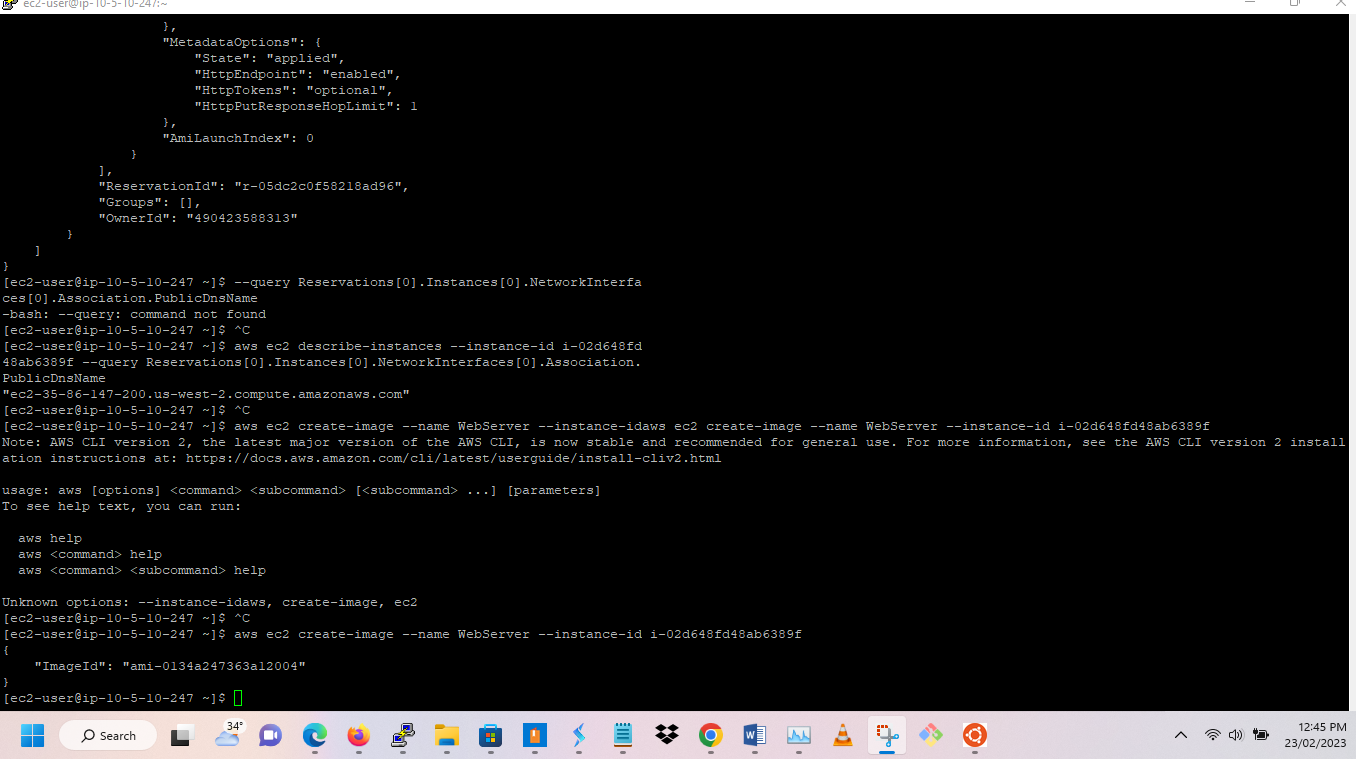 ec2-user@ip-10-5-10-247:~
},
"MetadataOptions": {
"State": "applied",
"HttpEndpoint": "enabled",
"HttpTokens": "optional",
"HttpPutResponseHopLimit": 1
},
"AmiLaunchIndex": 0
}
],
"ReservationId": "r-05dc2c0f58218ad96",
"Groups": [],
"OwnerId": "490423588313"
}
]
}
[ec2-user@ip-10-5-10-247 ~]$ --query Reservations[0].Instances[0].NetworkInterfa
ces[0].Association.PublicDnsName
-bash: --query: command not found
[ec2-user@ip-10-5-10-247 ~]$ ^C
[ec2-user@ip-10-5-10-247 ~]$ aws ec2 describe-instances --instance-id i-02d648fd
48ab6389f --query Reservations[0].Instances[0].NetworkInterfaces[0].Association.
PublicDnsName
"ec2-35-86-147-200.us-west-2.compute.amazonaws.com"
[ec2-user@ip-10-5-10-247 ~]$ ^C
[ec2-user@ip-10-5-10-247 ~]$ aws ec2 create-image --name WebServer --instance-idaws ec2 create-image --name WebServer --instance-id i-02d648fd48ab6389f
Note: AWS CLI version 2, the latest major version of the AWS CLI, is now stable and recommended for general use. For more information, see the AWS CLI version 2 install
ation instructions at: https://docs.aws.amazon.com/cli/latest/userguide/install-cliv2.html
usage: aws [options] <command> <subcommand> [<subcommand> ...] [parameters]
To see help text, you can run:
aws help
aws <command> help
aws <command> <subcommand> help
Unknown options: --instance-idaws, create-image, ec2
[ec2-user@ip-10-5-10-247 ~]$ ^C
[ec2-user@ip-10-5-10-247 ~]$ aws ec2 create-image --name WebServer --instance-id i-02d648fd48ab6389f
{
"ImageId": "ami-0134a247363a12004"
}
[ec2-user@ip-10-5-10-247 ~]$
Search
34°
12:45 PM
23/02/2023